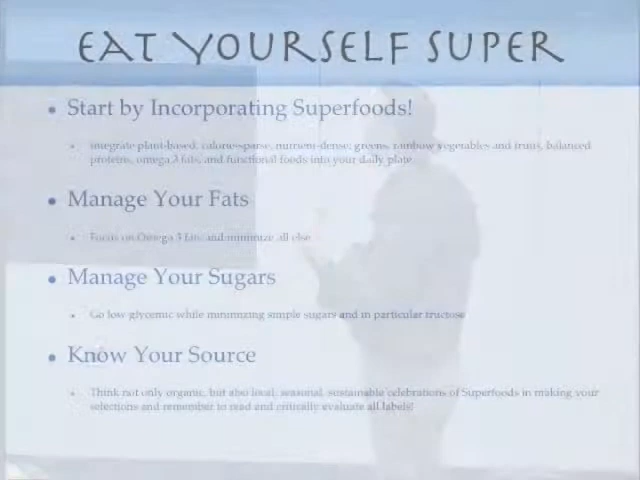 EAT YOURSELF SUPER
Start by Incorporating Superfoods!
integrate plant-based, calorie-sparse, nutrient-dense, greens, rainbow vegetables and fruits, balanced
proteins, omega 3 fats, and functional foods into your daily plate
Manage Your Fats
Focus on Omega 3 fats and minimize all else
Manage Your Sugars
Go low glycemic while minimizing simple sugars and in particular fructose
Know Your Source
Think not only organic, but also local, seasonal, sustainable celebrations of Superfoods in making your
selections and remember to read and critically evaluate all labels!